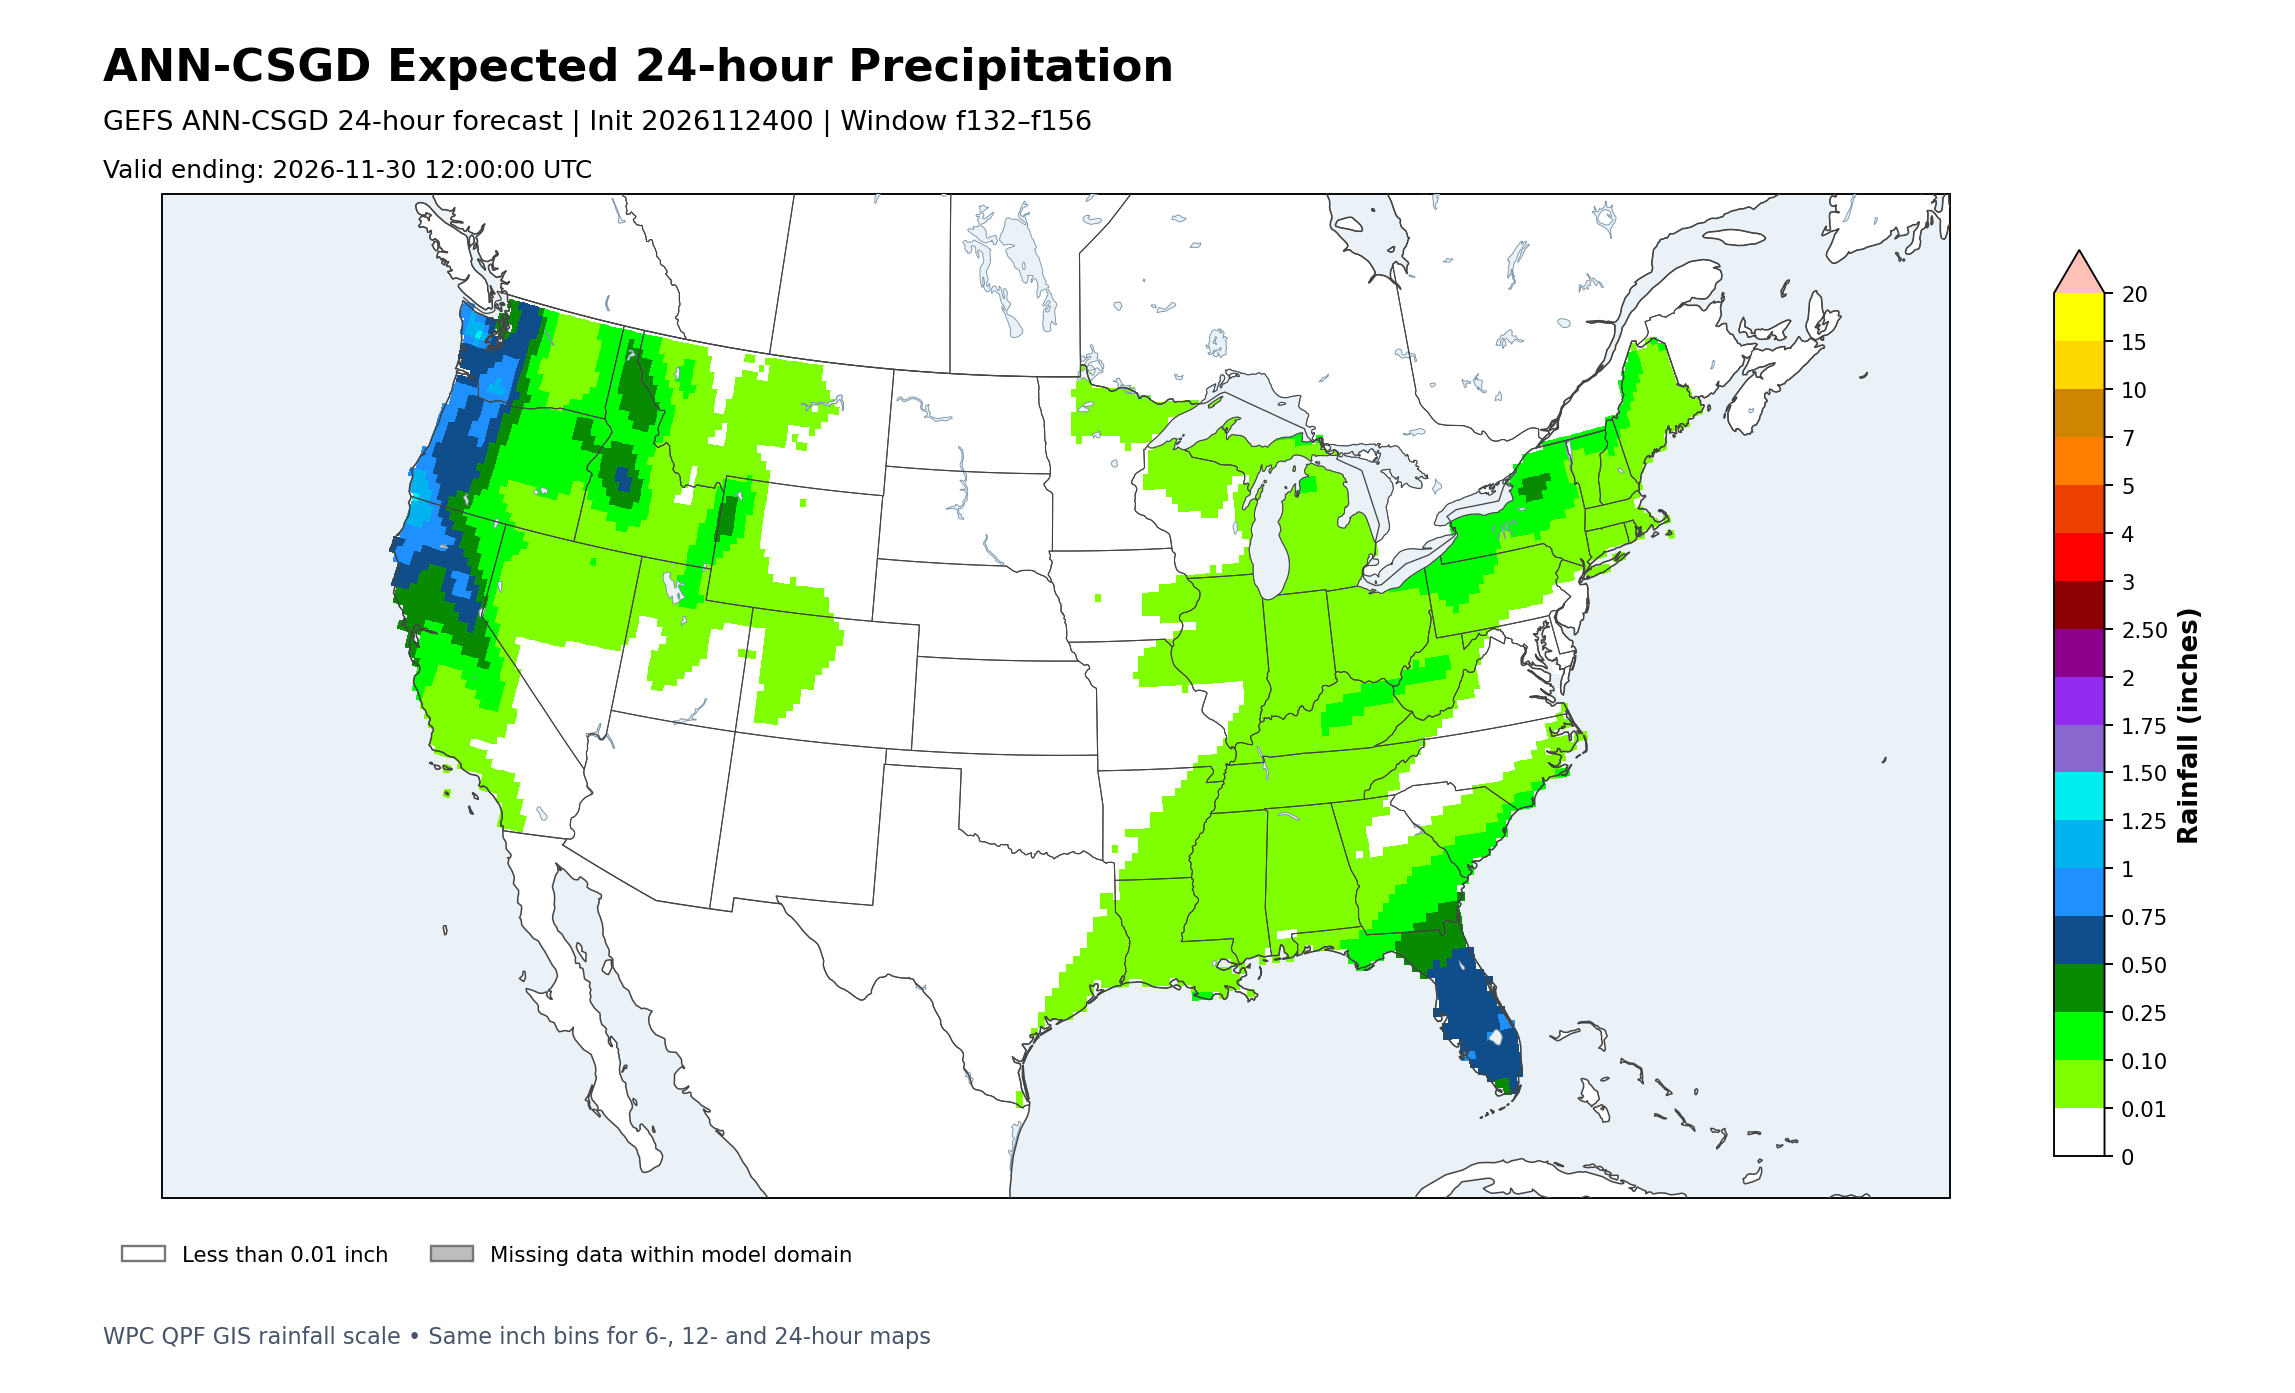 ANN-CSGD Expected 24-hour Precipitation
GEFS ANN-CSGD 24-hour forecast | Init 2026112400 | Window f132–f156
Valid ending: 2026-11-30 12:00:00 UTC
20
15
10
7
5
4
3
2.50
2
1.75
1.50
1.25
1
0.75
0.50
0.25
0.10
0.01
0
Rainfall (inches)
Less than 0.01 inch
Missing data within model domain
WPC QPF GIS rainfall scale • Same inch bins for 6-, 12- and 24-hour maps